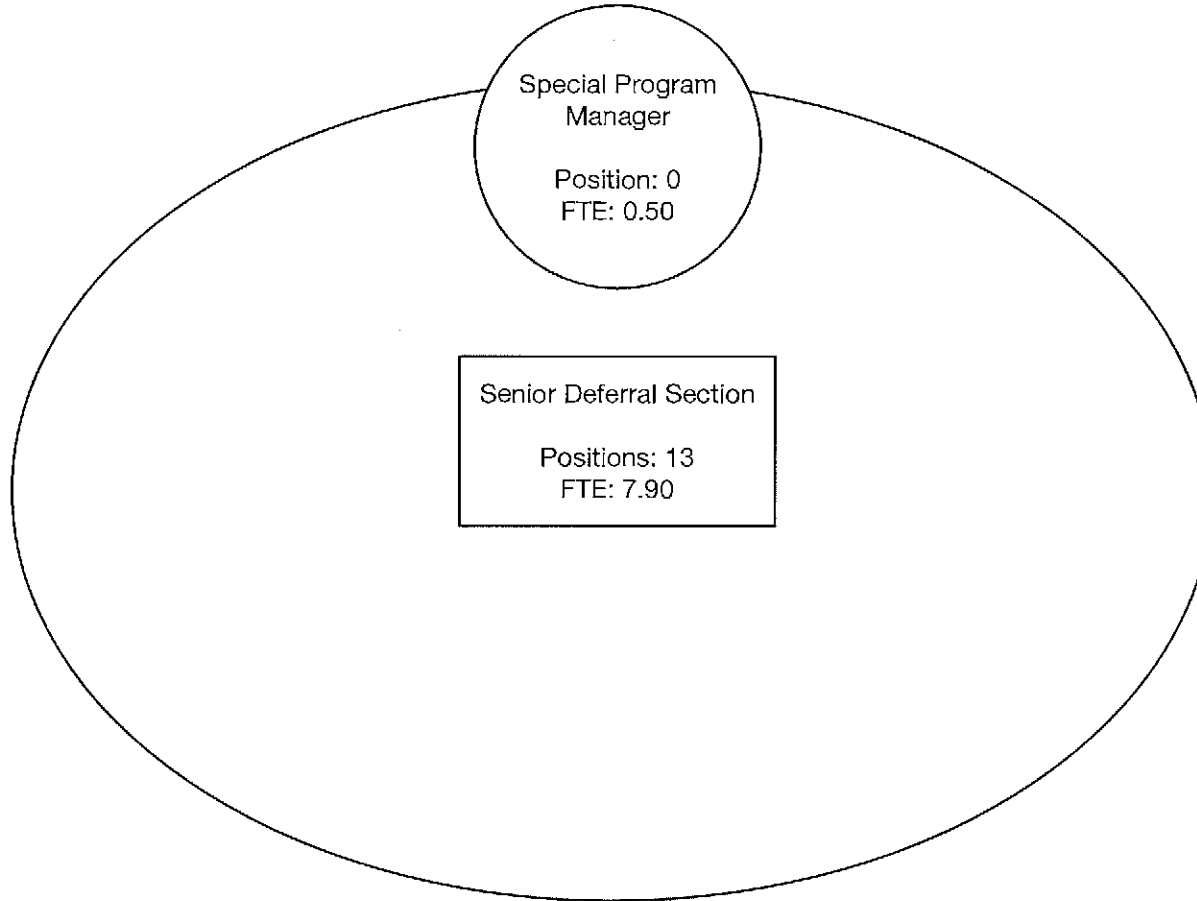 Special Program
Manager
Position: 0
FTE: 0.50
Senior Deferral Section
Positions: 13
FTE: 7.90